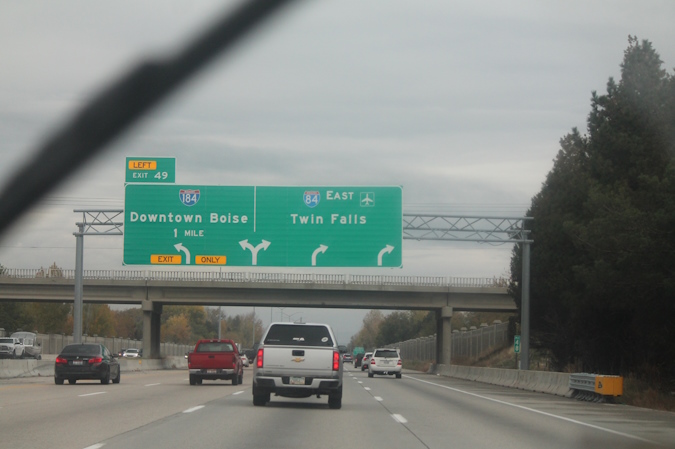 LEFT
EXIT 49
184
Downtown Boise
1 MILE
EXIT ONLY
84 EAST
Twin Falls